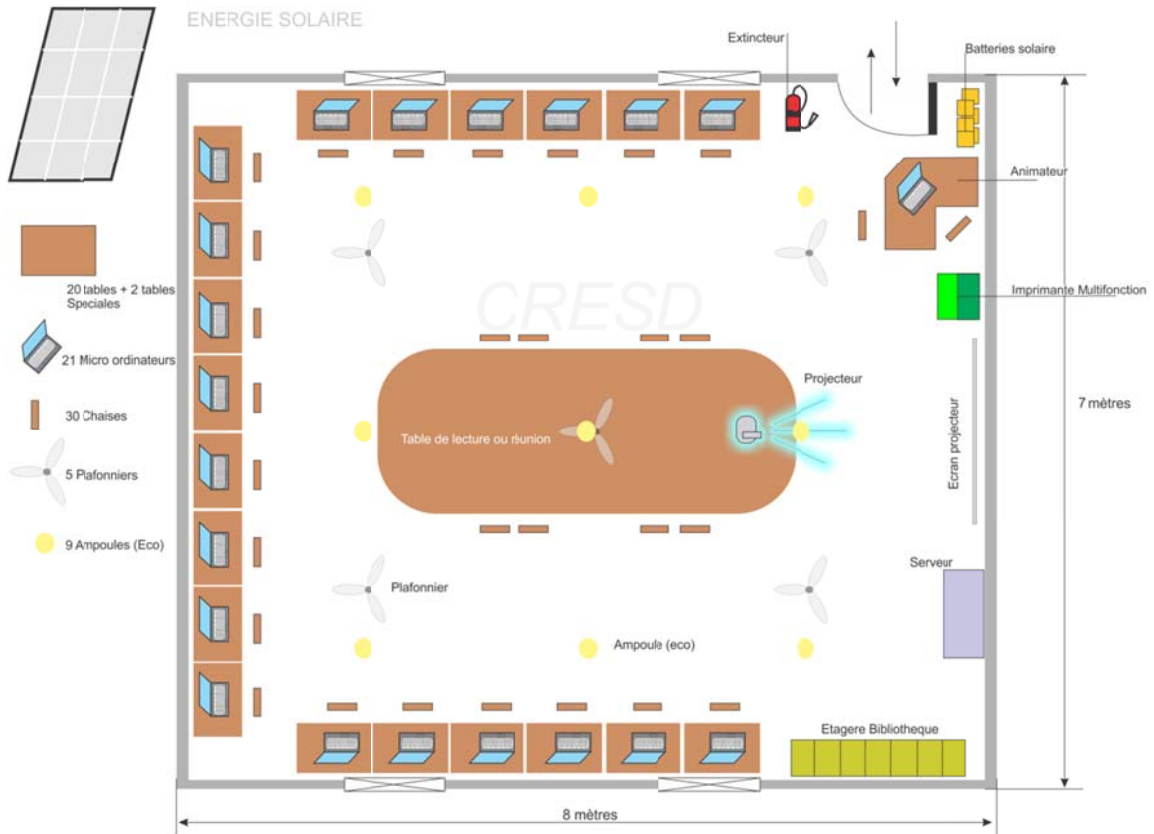 ENERGIE SOLAIRE
Extincteur
Batteries solaire
Animateur
20 tables + 2 tables
Speciales
CRESD
Imprimante Multifonction
21 Micro ordinateurs
Projecteur
7 mètres
30 Chaises
Table de lecture ou réunion
Ecran projecteur
5 Plafonniers
9 Ampoules (Eco)
Serveur
Plafonnier
Ampoule (eco)
Etagere Bibliotheque
8 mètres